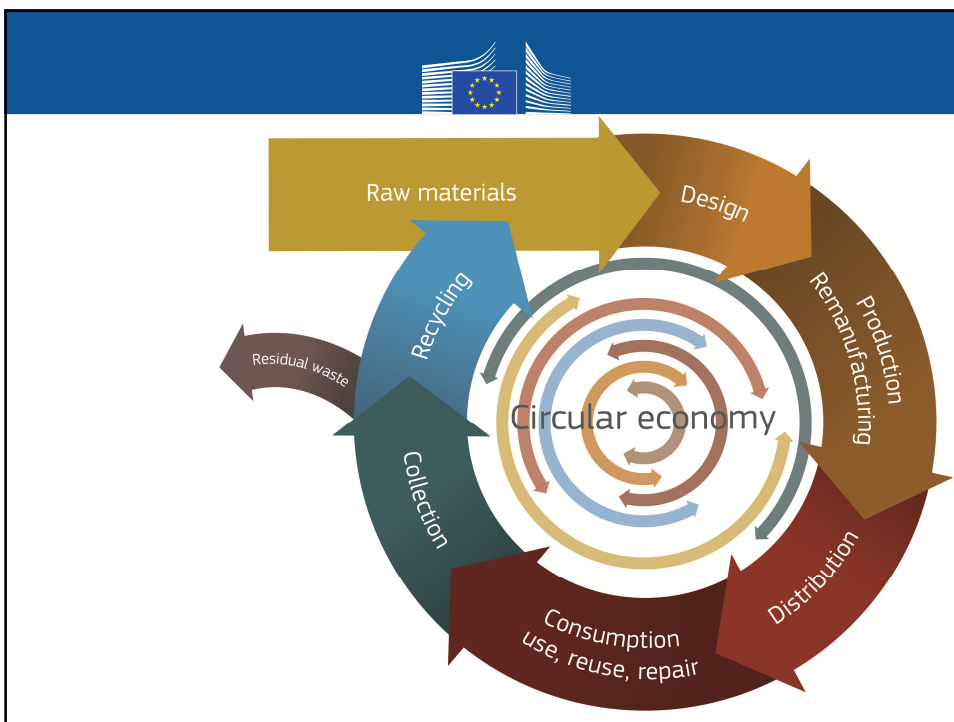 Raw materials
Design
Production
Remanufacturing
Distribution
Consumption
use, reuse, repair
Collection
Recycling
Residual waste
Circular economy